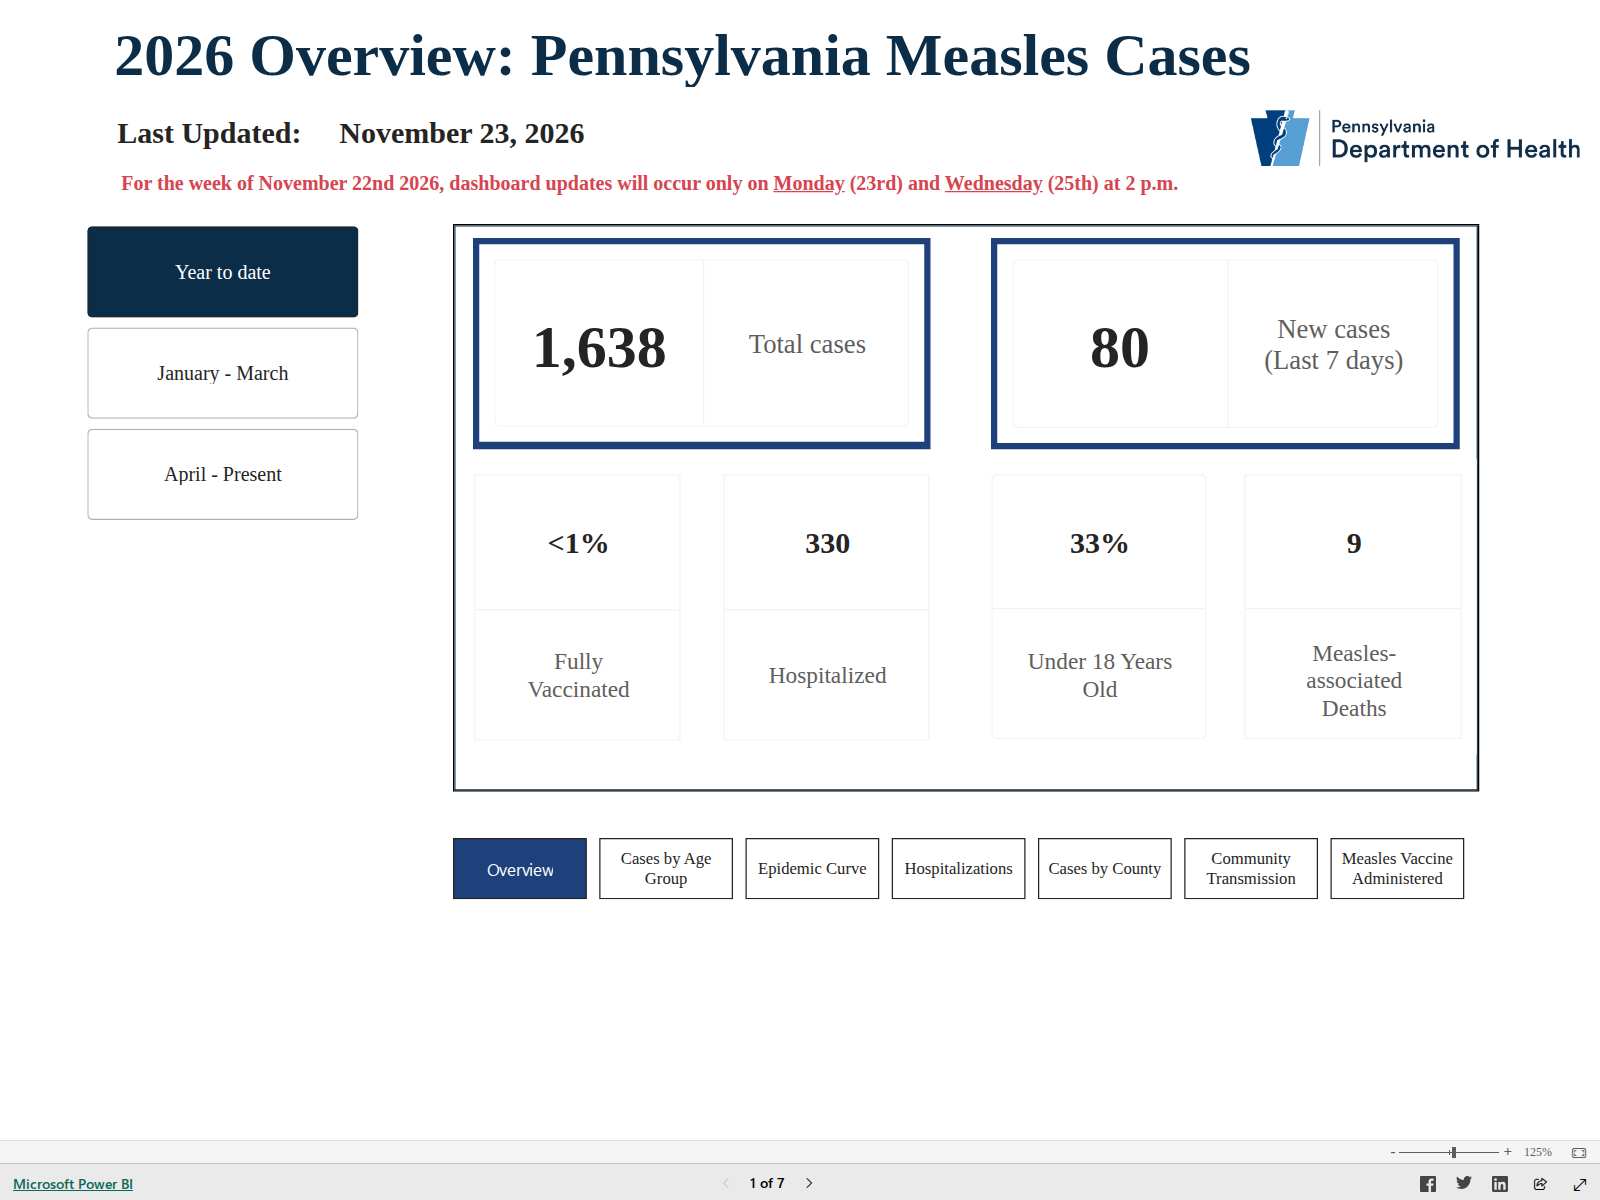 2026 Overview: Pennsylvania Measles Cases
Last Updated: November 23, 2026
Pennsylvania
Department of Health
For the week of November 22nd 2026, dashboard updates will occur only on Monday (23rd) and Wednesday (25th) at 2 p.m.
Year to date
January - March
April - Present
1,638
Total cases
80
New cases
(Last 7 days)
<1%
Fully
Vaccinated
330
Hospitalized
33%
Under 18 Years
Old
9
Measles-
associated
Deaths
Overview
Cases by Age
Group
Epidemic Curve
Hospitalizations
Cases by County
Community
Transmission
Measles Vaccine
Administered
- + 125%
Microsoft Power BI
1 of 7